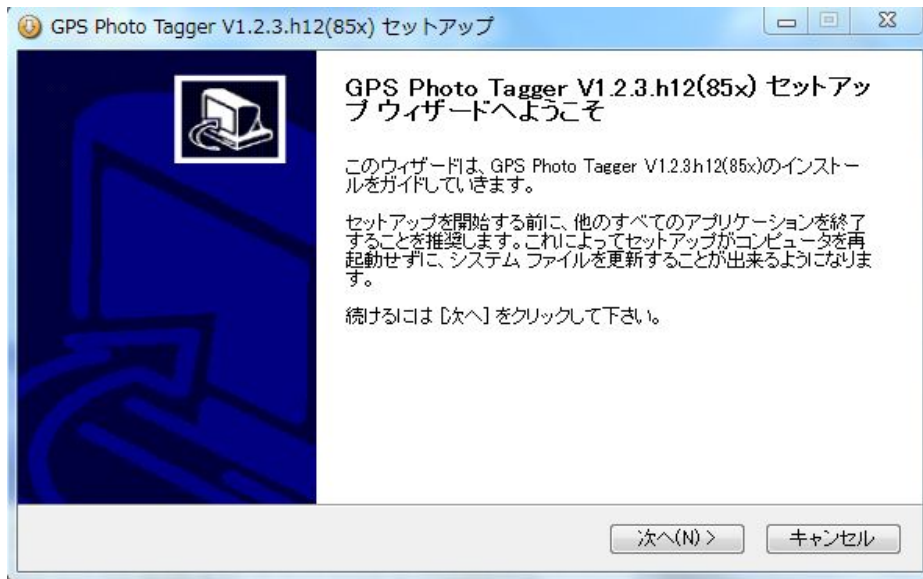 GPS Photo Tagger V1.2.3.h12(85x) セットアップ
GPS Photo Tagger V1.2.3.h12(85x) セットアッ
プ ウィザードへようこそ
このウィザードは、GPS Photo Tagger V1.2.3.h12(85x)のインストー
ルをガイドしていきます。
セットアップを開始する前に、他のすべてのアプリケーションを終了
することを推奨します。これによってセットアップがコンピュータを再
起動せずに、システム ファイルを更新することが出来るようになりま
す。
続けるには [次へ] をクリックして下さい。
次へ(N) >
キャンセル